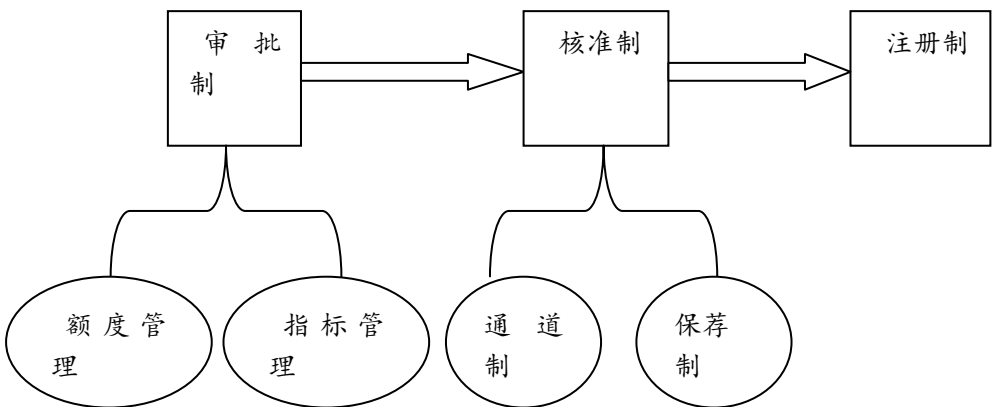 审批
制
核准制
注册制
额度管
理
指标管
理
通道
制
保荐
制